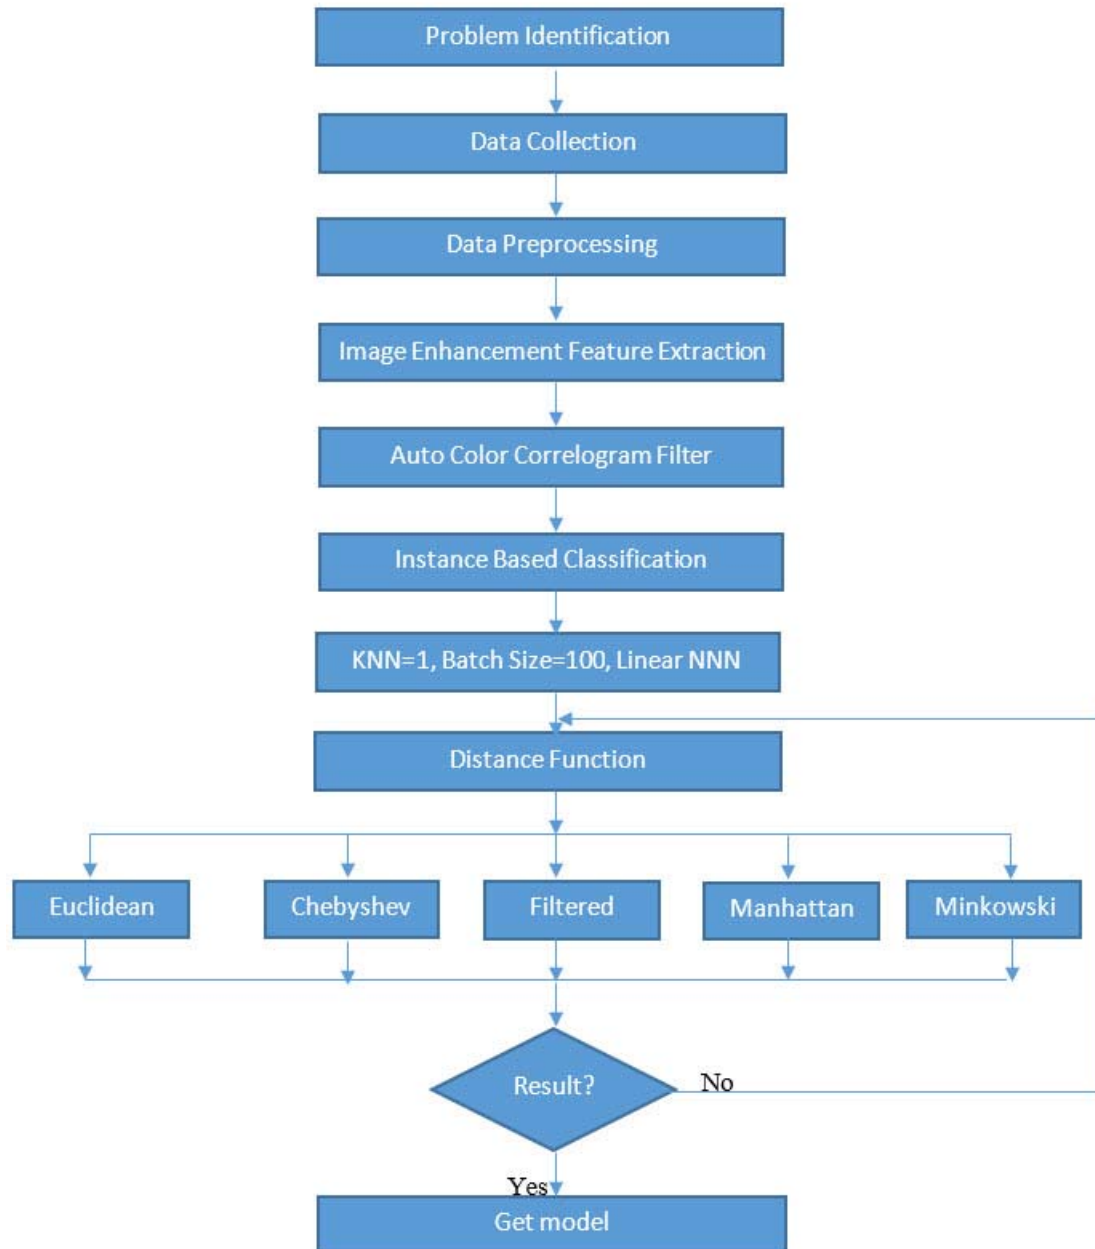 Problem Identification
Data Collection
Data Preprocessing
Image Enhancement Feature Extraction
Auto Color Correlogram Filter
Instance Based Classification
KNN=1, Batch Size=100, Linear NNN
Distance Function
Euclidean
Chebyshev
Filtered
Manhattan
Minkowski
Result?
No
Yes
Get model